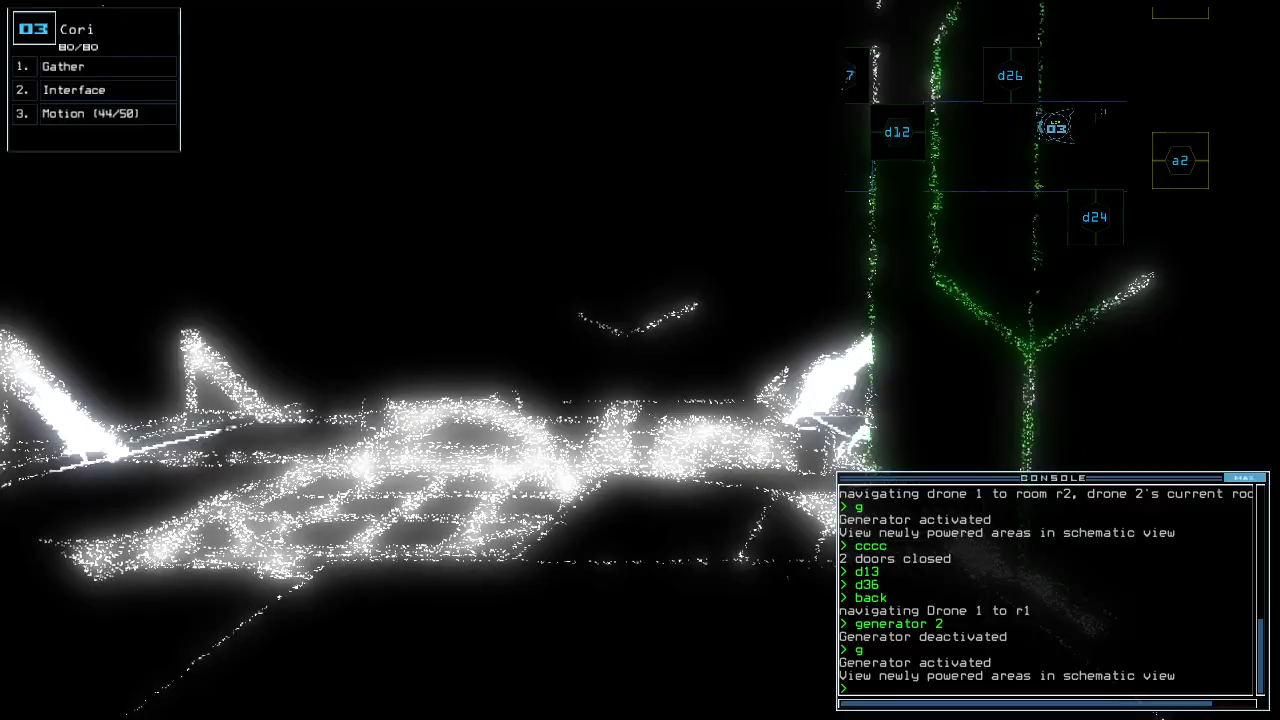 03 Cori
80/80
1. Gather
2. Interface
3. Motion (44/50)
7
d26
d12
03
a2
d24
CONSOLE
MAX
navigating drone 1 to room r2, drone 2's current roo
> g
Generator activated
View newly powered areas in schematic view
> cccc
2 doors closed
> d13
> d36
> back
navigating Drone 1 to r1
> generator 2
Generator deactivated
> g
Generator activated
View newly powered areas in schematic view
>